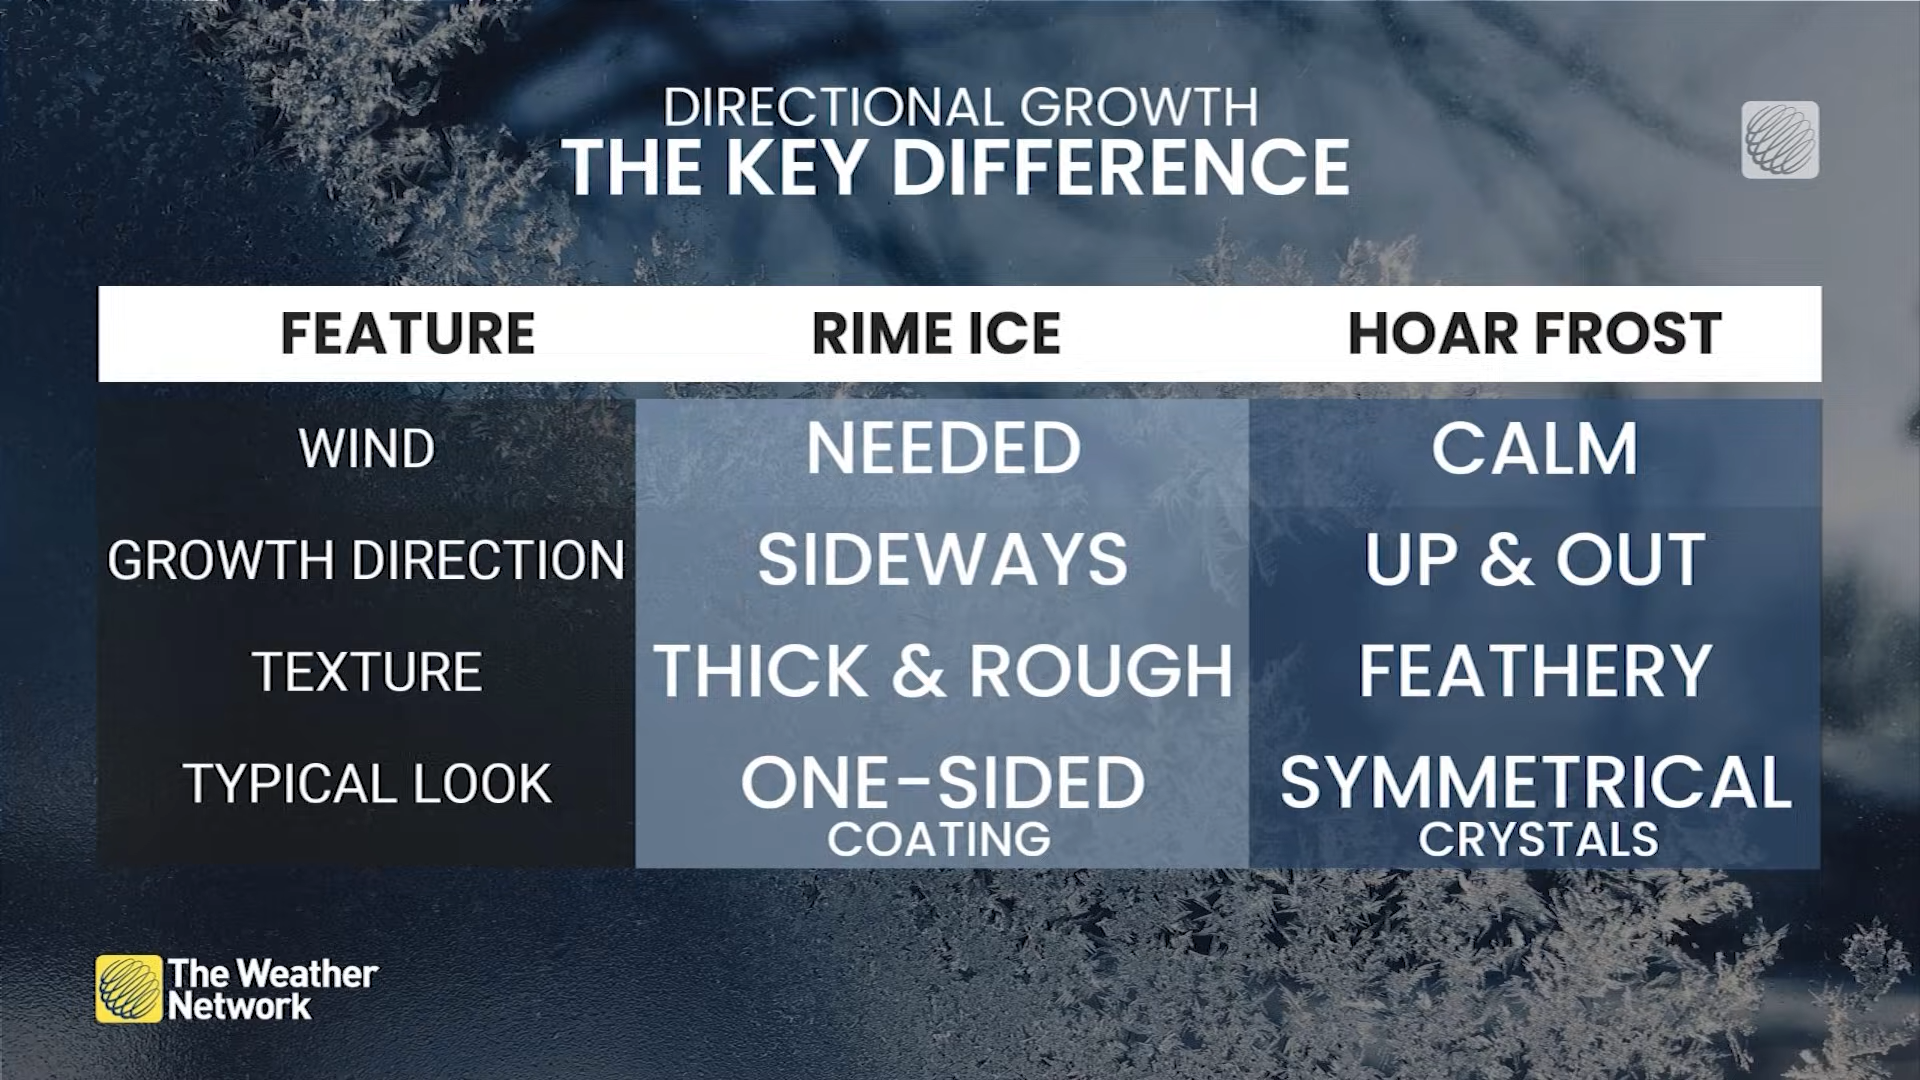 DIRECTIONAL GROWTH
THE KEY DIFFERENCE
FEATURE RIME ICE HOAR FROST
WIND NEEDED CALM
GROWTH DIRECTION SIDEWAYS UP & OUT
TEXTURE THICK & ROUGH FEATHERY
TYPICAL LOOK ONE-SIDED SYMMETRICAL
COATING CRYSTALS
The Weather
Network